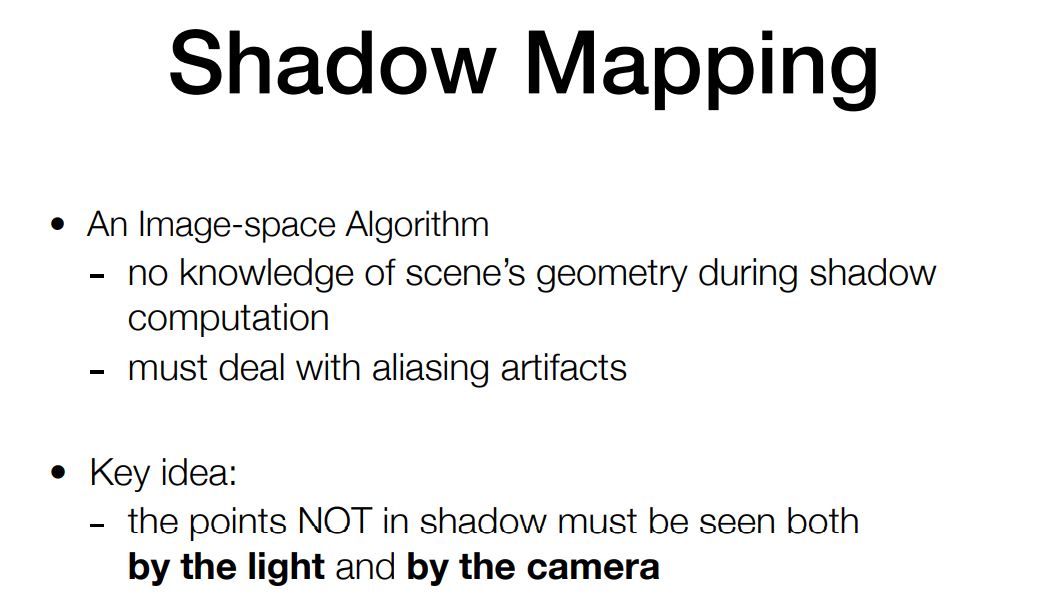 Shadow Mapping
• An Image-space Algorithm
- no knowledge of scene’s geometry during shadow
computation
- must deal with aliasing artifacts
• Key idea:
- the points NOT in shadow must be seen both
by the light and by the camera